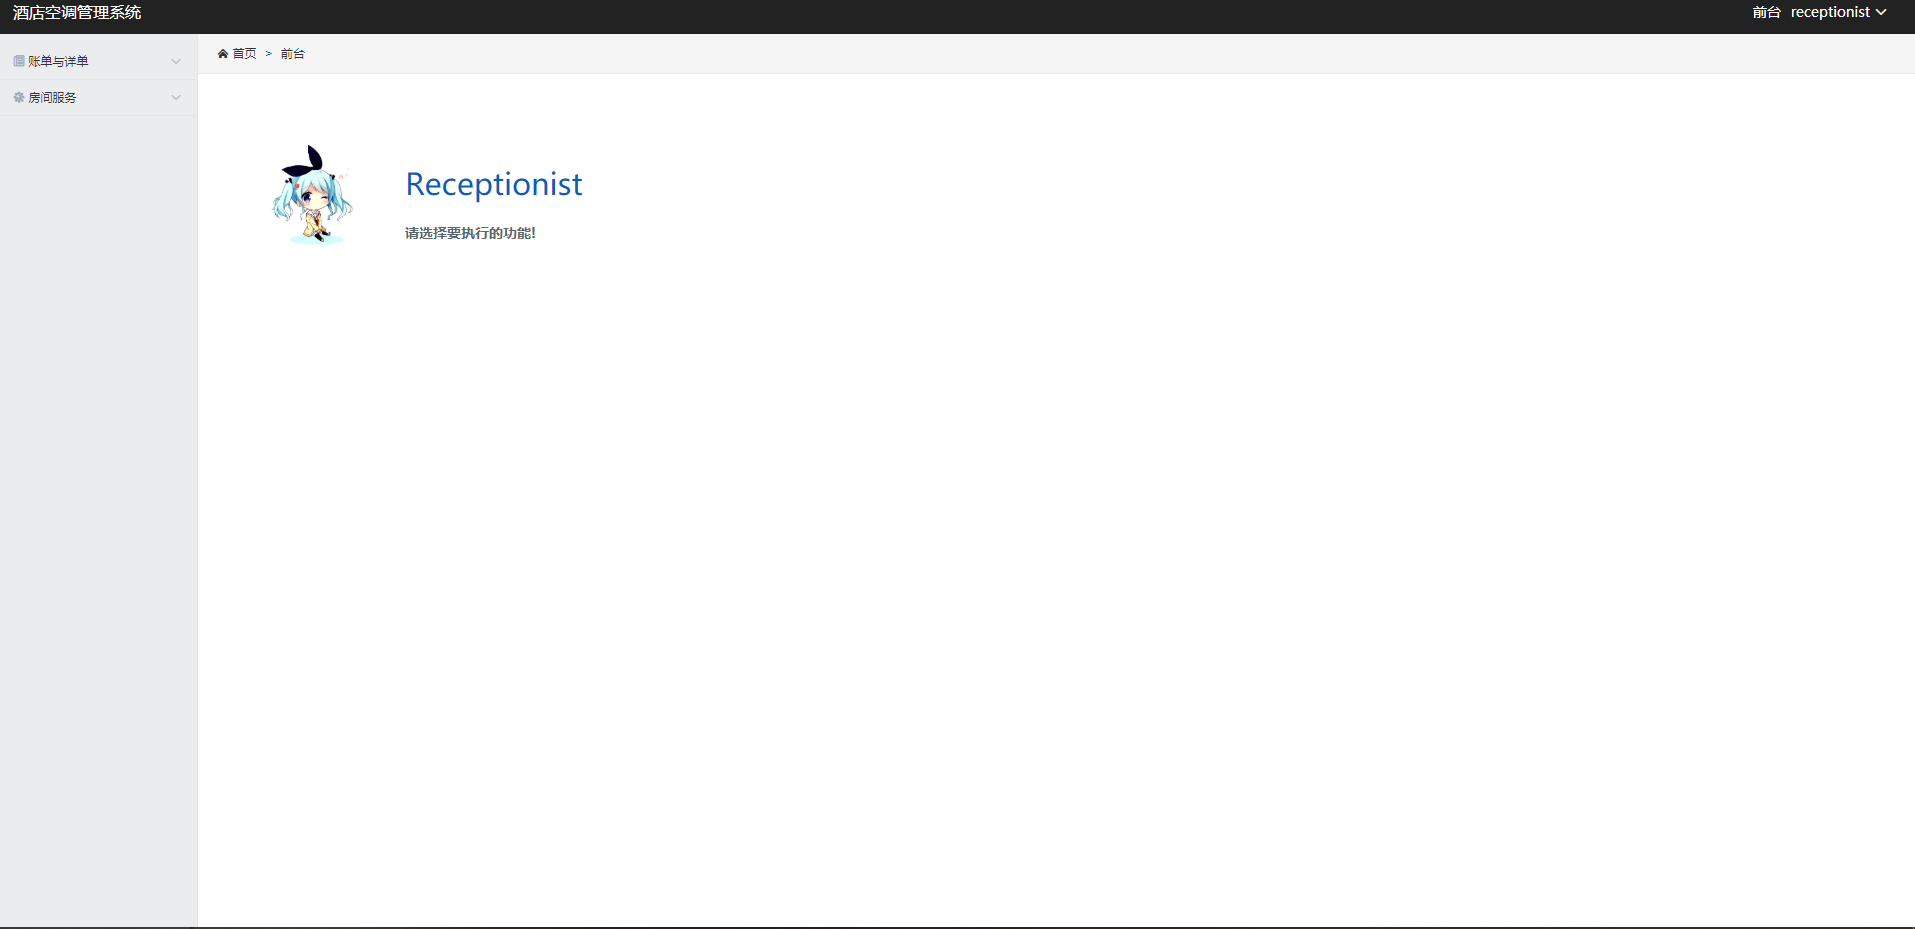 酒店空调管理系统
前台 receptionist
账单与详单
房间服务
首页 > 前台
Receptionist
请选择要执行的功能!